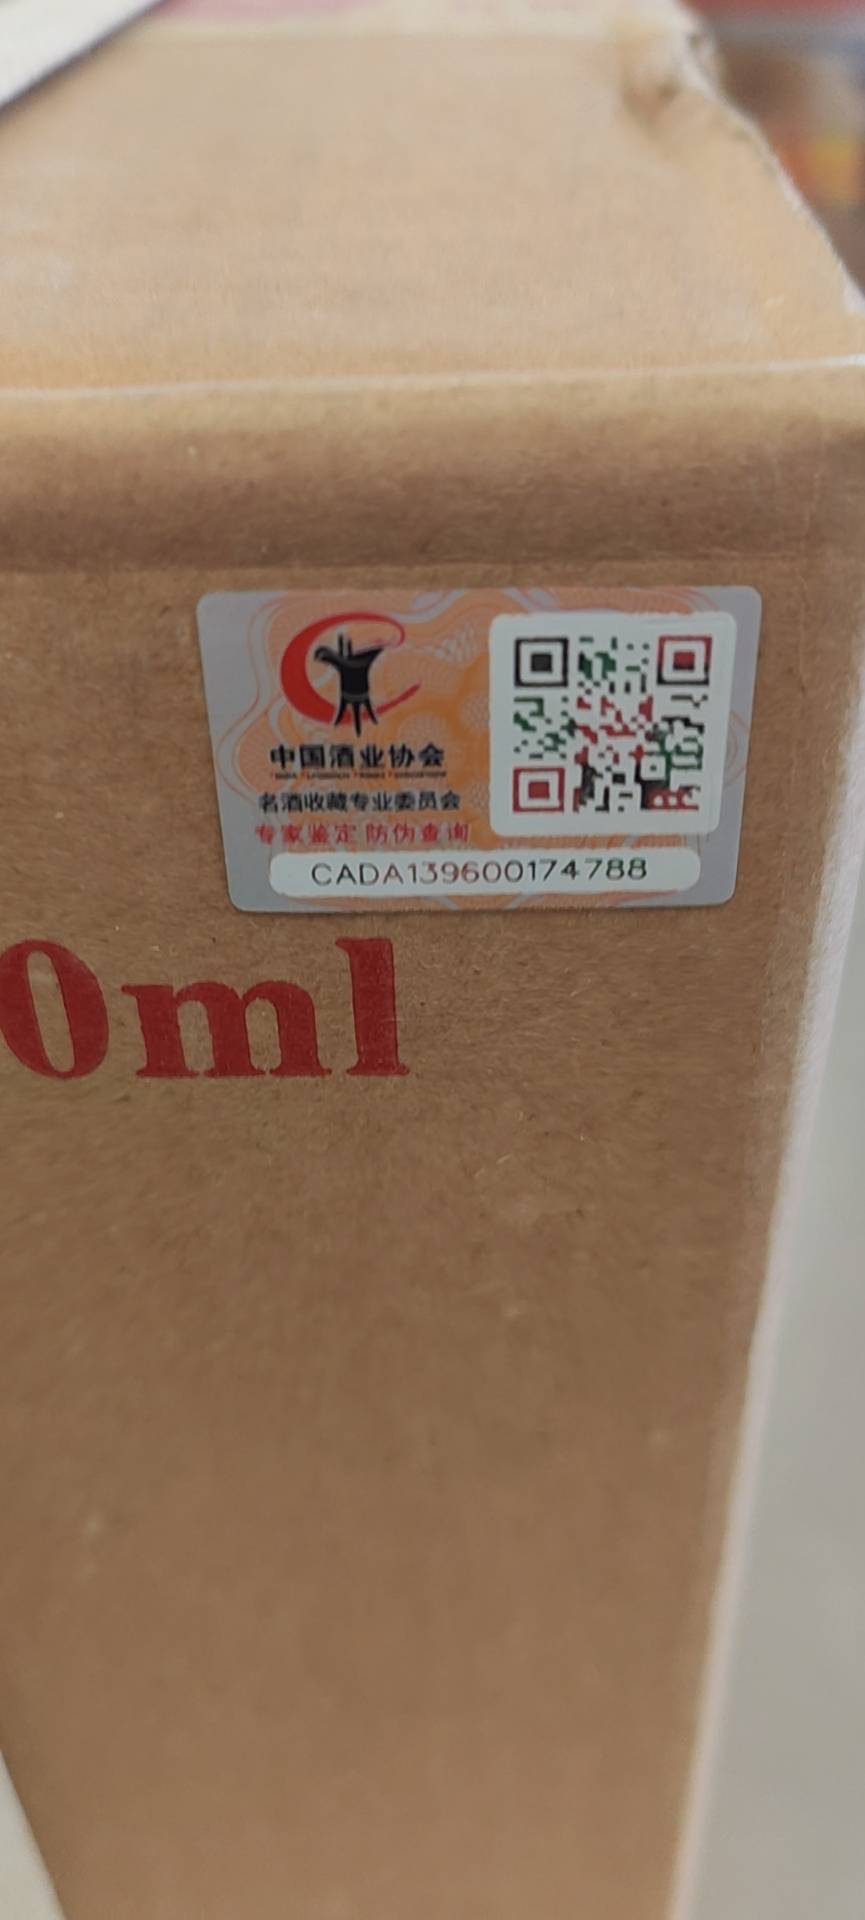 中国酒业协会
名酒收藏专业委员会
专家鉴定 防伪查询
CADA139600174788
0ml